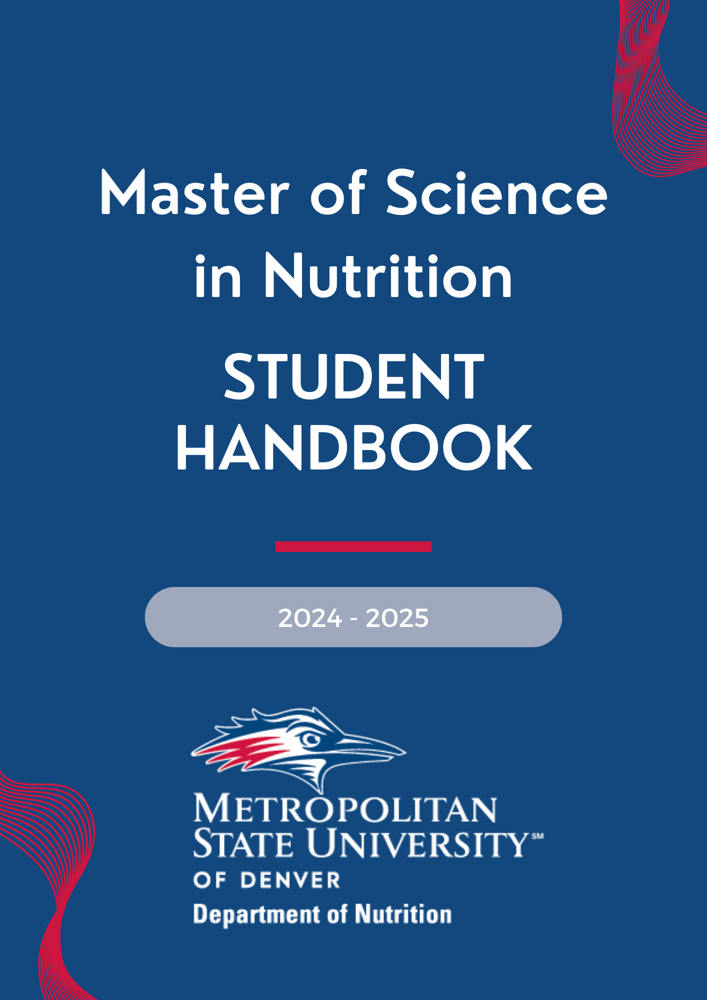 Master of Science
in Nutrition
STUDENT
HANDBOOK
2024 - 2025
METROPOLITAN
STATE UNIVERSITY℠
OF DENVER
Department of Nutrition